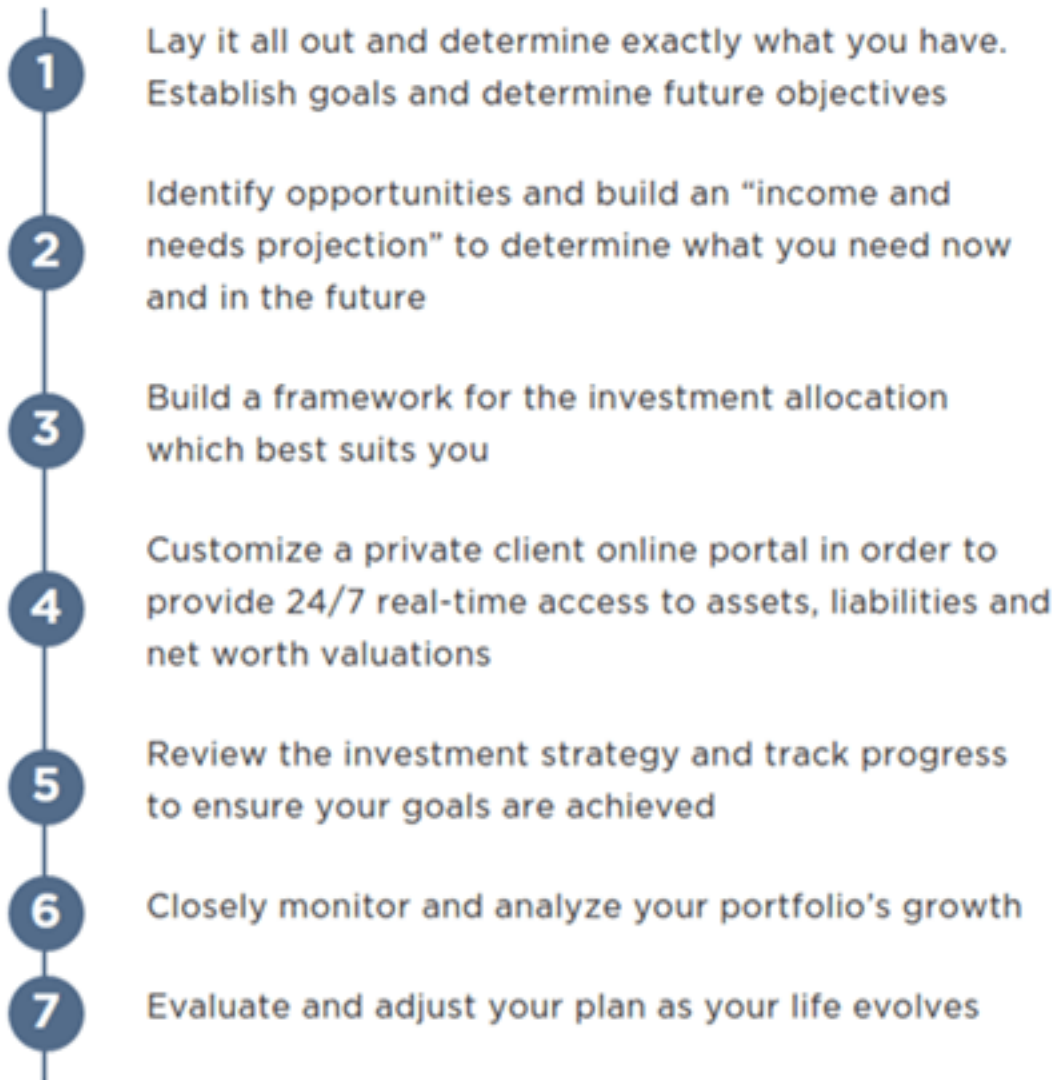 1
Lay it all out and determine exactly what you have.
Establish goals and determine future objectives
2
Identify opportunities and build an “income and
needs projection” to determine what you need now
and in the future
3
Build a framework for the investment allocation
which best suits you
4
Customize a private client online portal in order to
provide 24/7 real-time access to assets, liabilities and
net worth valuations
5
Review the investment strategy and track progress
to ensure your goals are achieved
6
Closely monitor and analyze your portfolio’s growth
7
Evaluate and adjust your plan as your life evolves